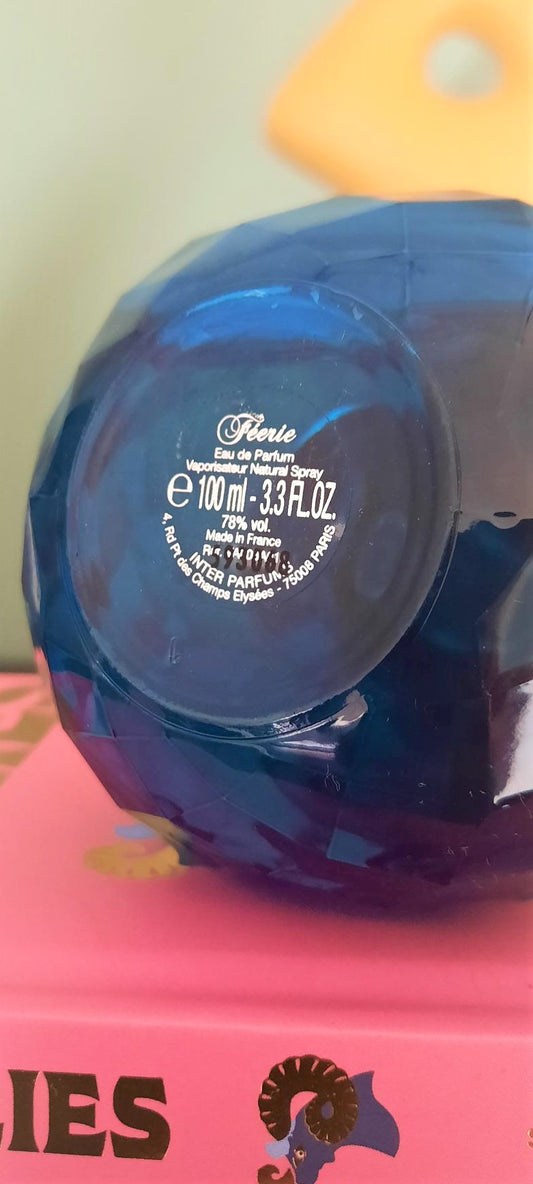 Féerie
Eau de Parfum
Vaporisateur Natural Spray
e 100 ml - 3.3 FL.OZ.
78% vol.
Made in France
INTER PARFUMS
4, Rd Pt des Champs Elysées - 75008 PARIS
LIES